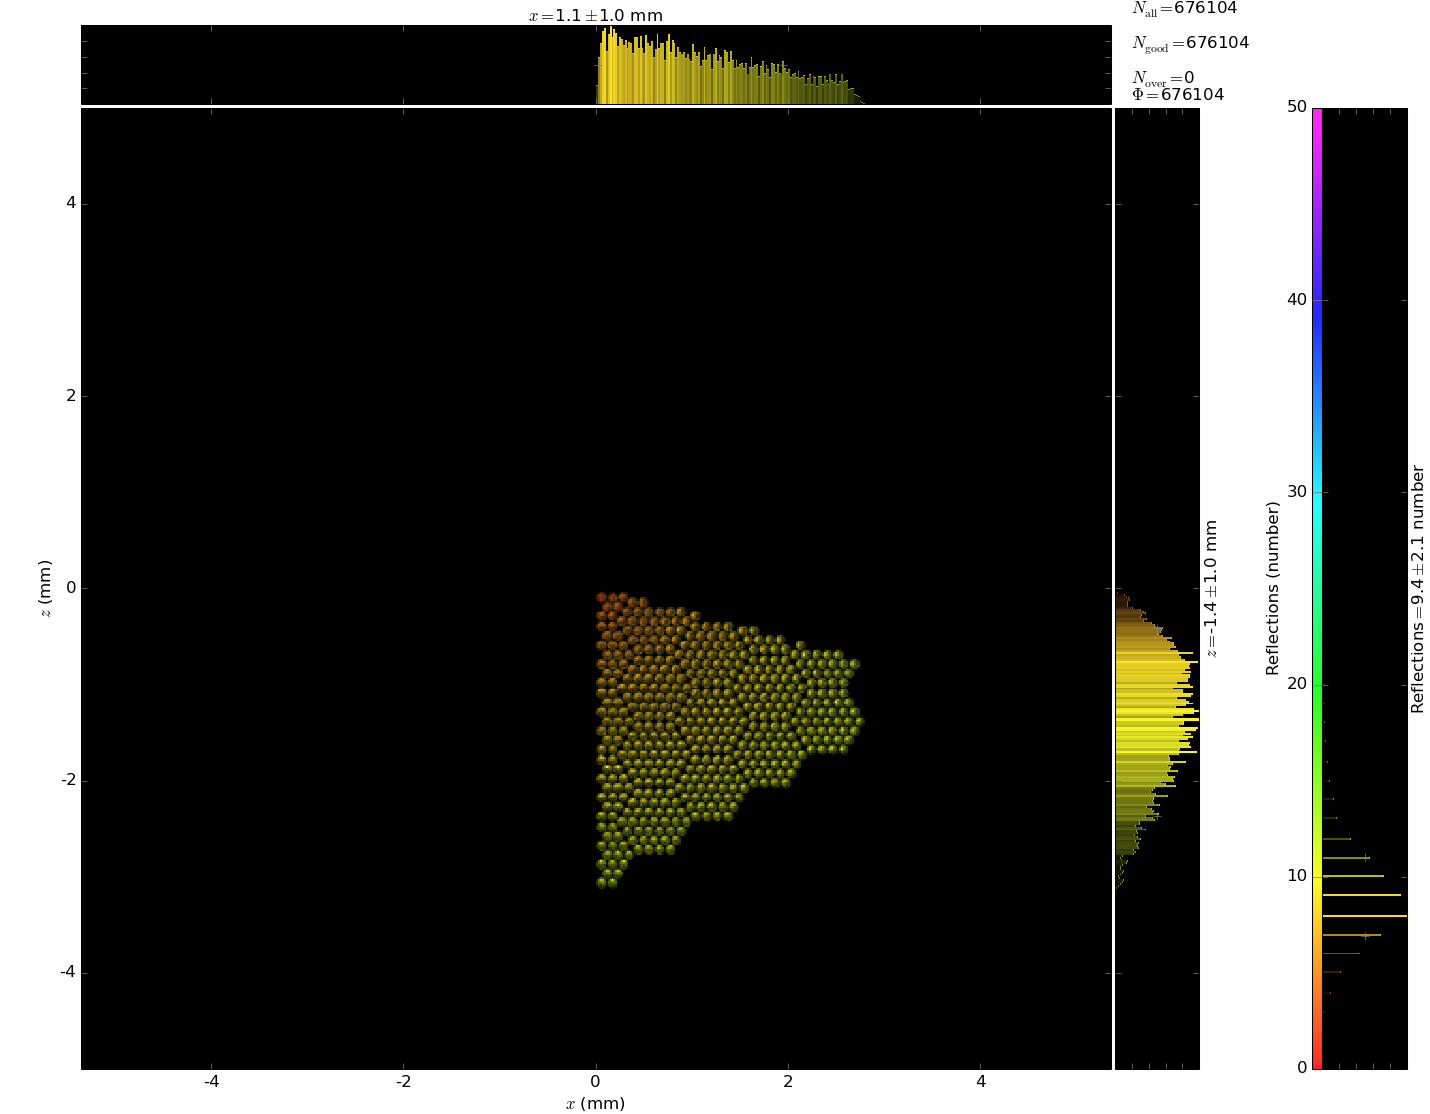 x=1.1±1.0 mm
N_all=676104
N_good=676104
N_over=0
Φ=676104
4
2
0
-2
-4
z (mm)
-4
-2
0
2
4
x (mm)
z=-1.4±1.0 mm
Reflections (number)
50
40
30
20
10
0
Reflections=9.4±2.1 number